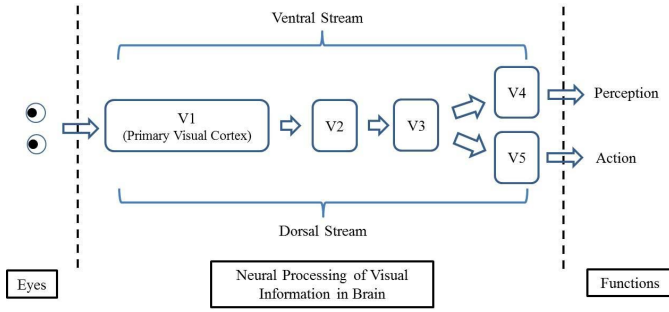 Ventral Stream
V1
(Primary Visual Cortex)
V2
V3
V4
V5
Perception
Action
Dorsal Stream
Eyes
Neural Processing of Visual
Information in Brain
Functions